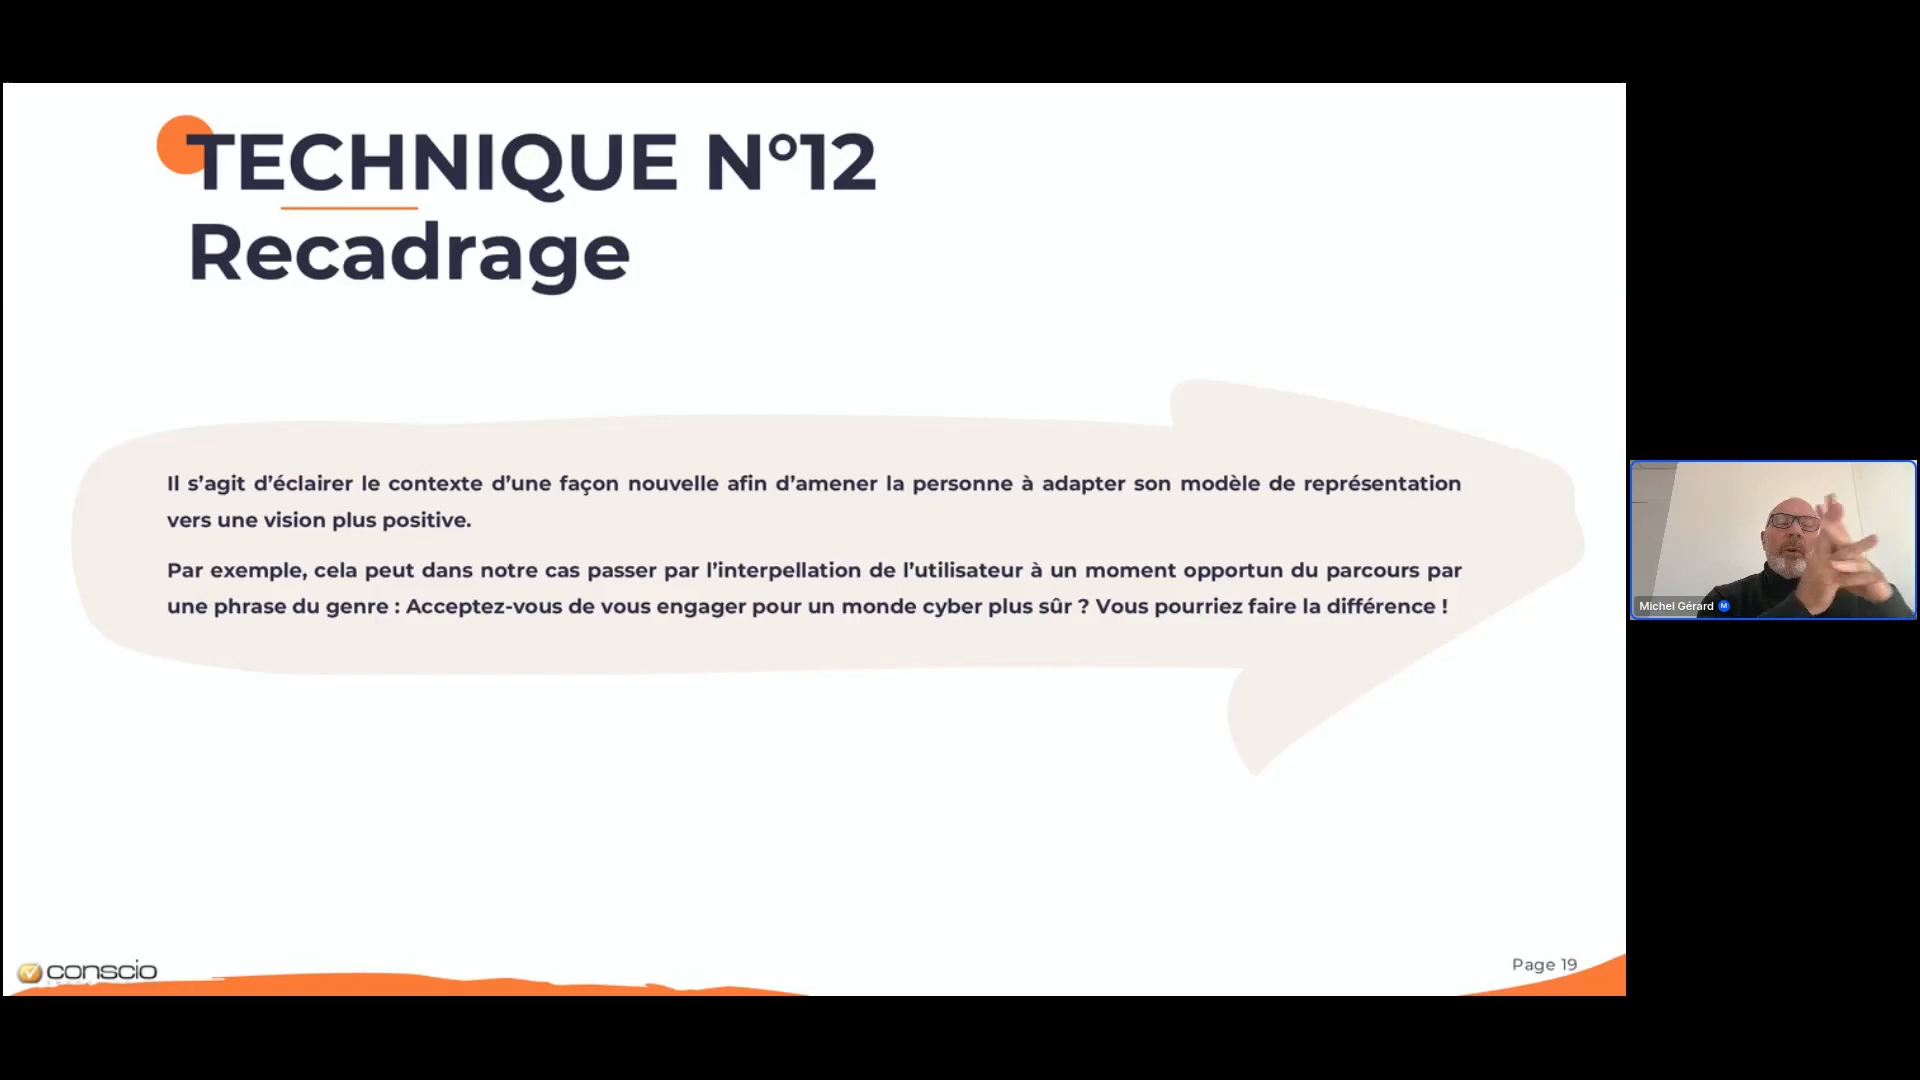 TECHNIQUE N°12
Recadrage
Il s’agit d’éclairer le contexte d’une façon nouvelle afin d’amener la personne à adapter son modèle de représentation
vers une vision plus positive.
Par exemple, cela peut dans notre cas passer par l’interpellation de l’utilisateur à un moment opportun du parcours par
une phrase du genre : Acceptez-vous de vous engager pour un monde cyber plus sûr ? Vous pourriez faire la différence !
Michel Gérard M
conscio
Page 19